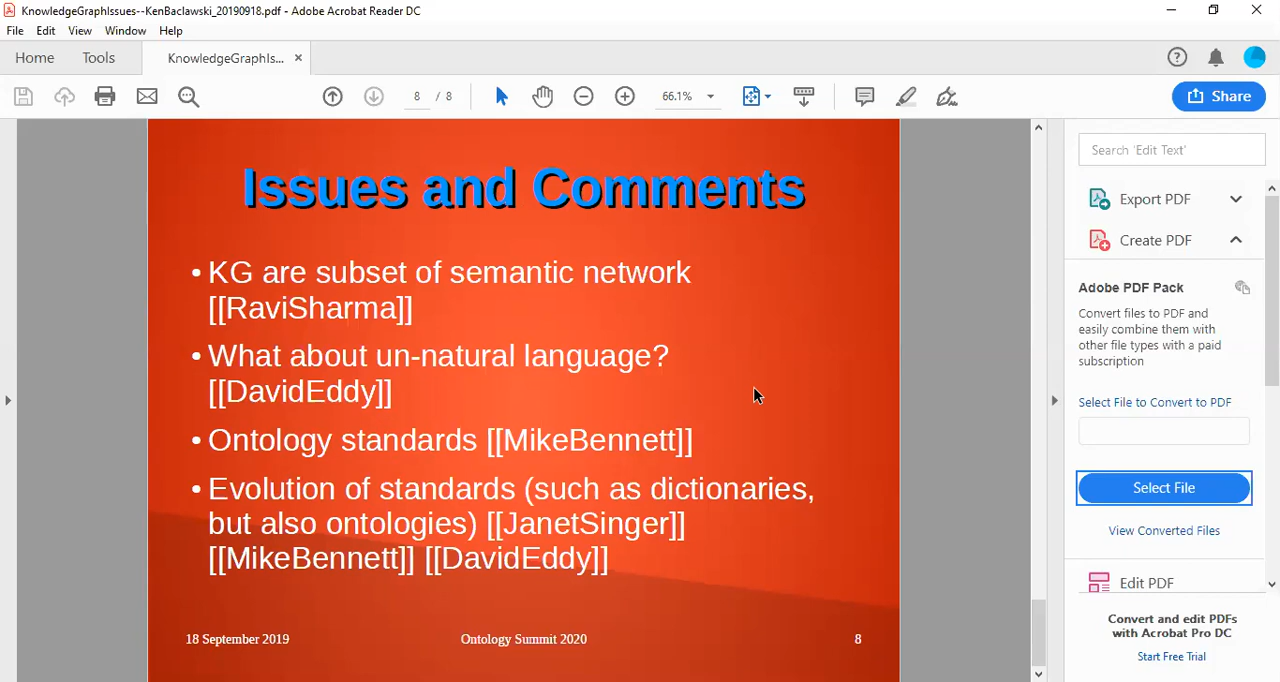 KnowledgeGraphIssues--KenBaclawski_20190918.pdf - Adobe Acrobat Reader DC
File Edit View Window Help
Home Tools KnowledgeGraphIs... ×
8 / 8 66.1% Share
Search 'Edit Text'
Export PDF
Create PDF
Adobe PDF Pack
Convert files to PDF and
easily combine them with
other file types with a paid
subscription
Select File to Convert to PDF
Select File
View Converted Files
Edit PDF
Convert and edit PDFs
with Acrobat Pro DC
Start Free Trial
Issues and Comments
• KG are subset of semantic network
[[RaviSharma]]
• What about un-natural language?
[[DavidEddy]]
• Ontology standards [[MikeBennett]]
• Evolution of standards (such as dictionaries,
but also ontologies) [[JanetSinger]]
[[MikeBennett]] [[DavidEddy]]
18 September 2019 Ontology Summit 2020 8